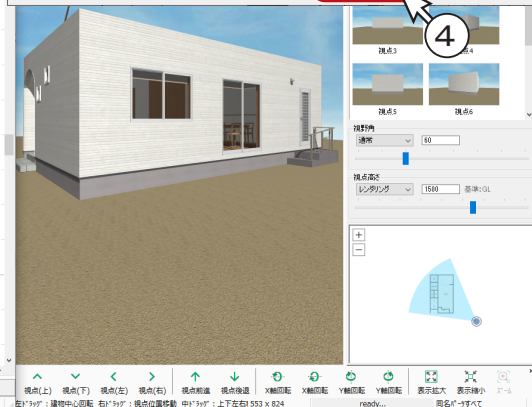 4
視点3
視点4
視点5
視点6
視野角
通常
60
視点高さ
レンダリング
1500
基準:GL
+
−
視点(上)
視点(下)
視点(左)
視点(右)
視点前進
視点後退
X軸回転
X軸回転
Y軸回転
Y軸回転
表示拡大
表示縮小
ズーム
左ドラッグ:建物中心回転 右ドラッグ:視点位置移動 中ドラッグ:上下左右
553 x 824
ready...
同名パーツすべて